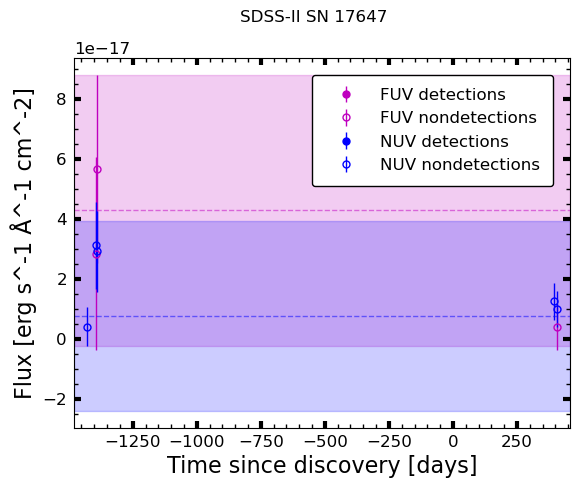 SDSS-II SN 17647
1e−17
FUV detections
FUV nondetections
NUV detections
NUV nondetections
8
6
4
2
0
−2
Flux [erg s^-1 Å^-1 cm^-2]
−1250 −1000 −750 −500 −250 0 250
Time since discovery [days]